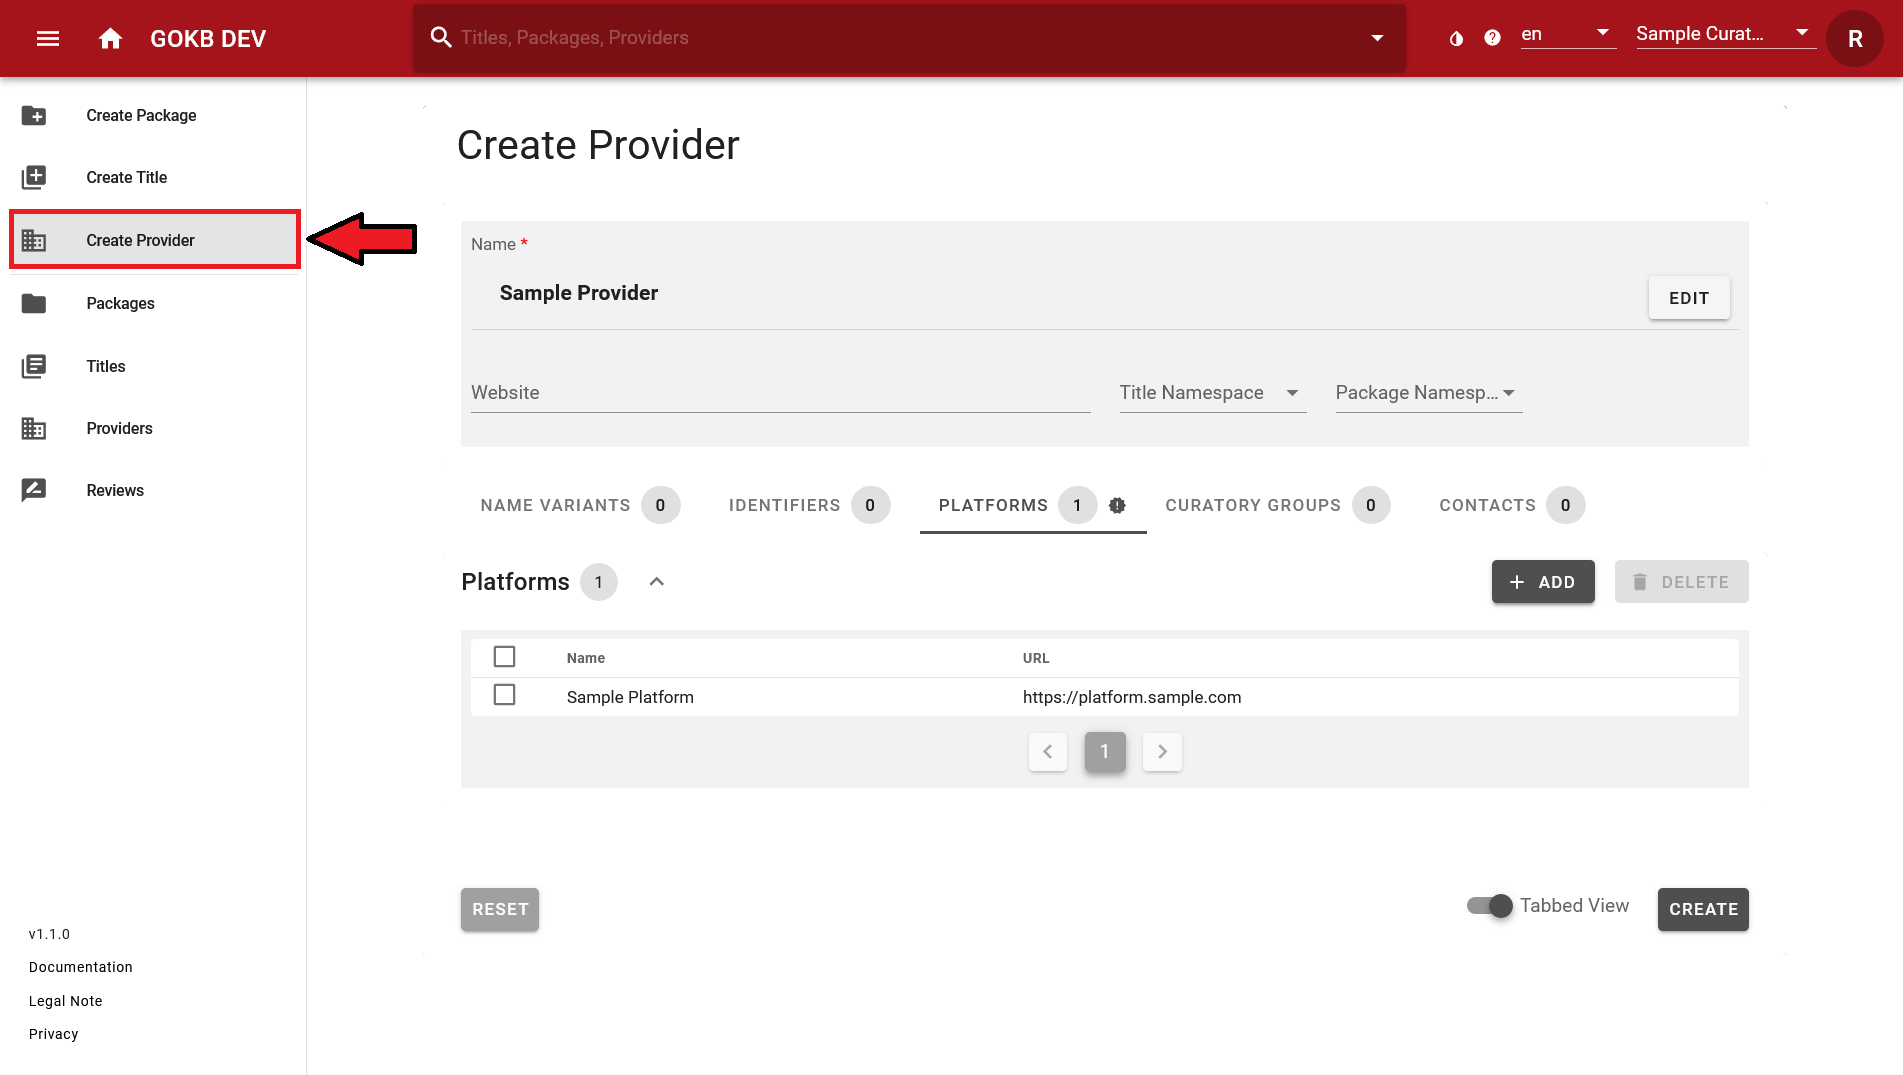 GOKB DEV
Titles, Packages, Providers
en
Sample Curat...
R
Create Package
Create Title
Create Provider
Packages
Titles
Providers
Reviews
v1.1.0
Documentation
Legal Note
Privacy
Create Provider
Name *
Sample Provider
EDIT
Website
Title Namespace
Package Namesp...
NAME VARIANTS 0
IDENTIFIERS 0
PLATFORMS 1
CURATORY GROUPS 0
CONTACTS 0
Platforms 1
+ ADD
DELETE
Name URL
Sample Platform https://platform.sample.com
1
RESET
Tabbed View
CREATE